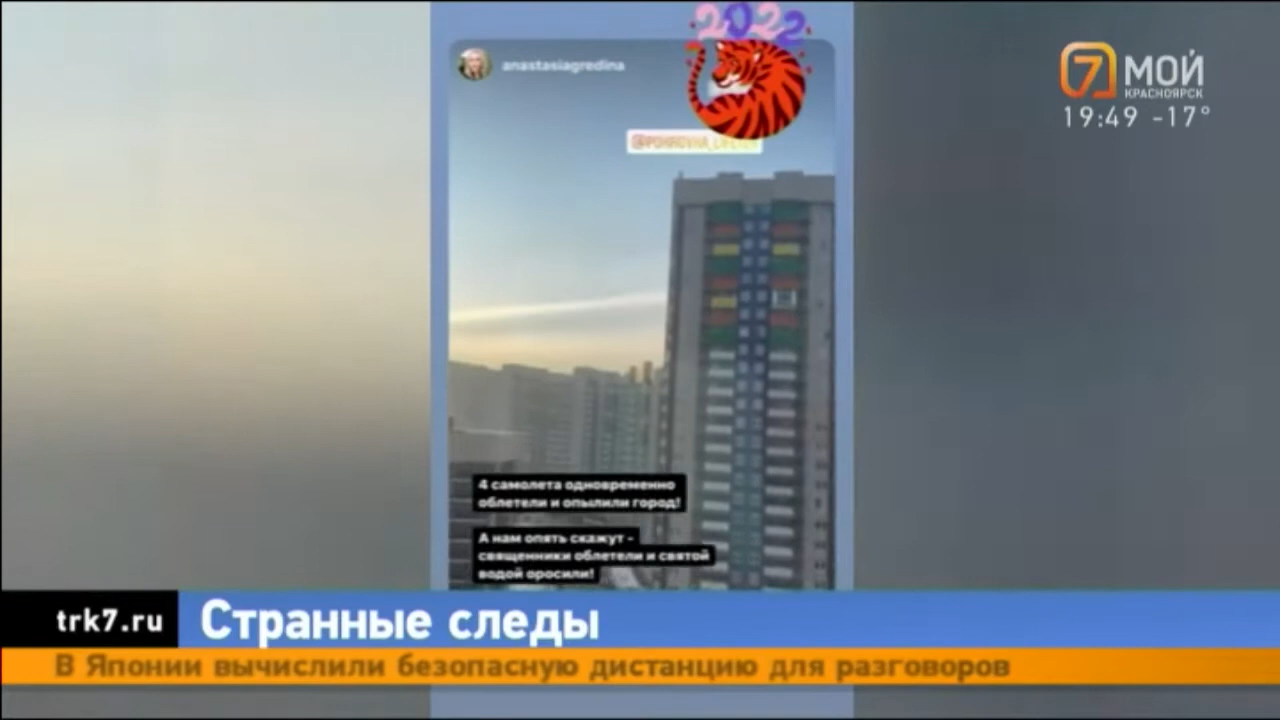 2022
anastasiagredina
7 МОЙ
КРАСНОЯРСК
19:49 -17°
4 самолета одновременно
облетели и опылили город!
А нам опять скажут -
священники облетели и святой
водой оросили!
trk7.ru
Странные следы
В Японии вычислили безопасную дистанцию для разговоров